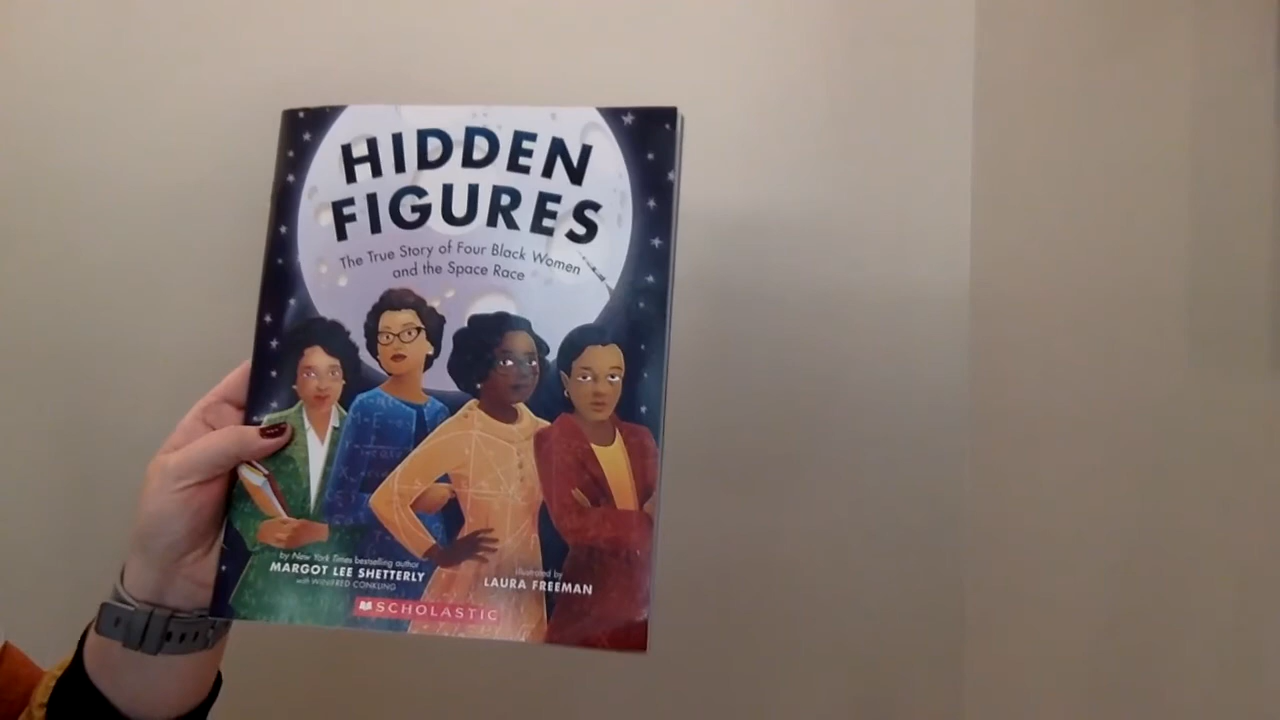 HIDDEN
FIGURES
The True Story of Four Black Women
and the Space Race
by New York Times bestselling author
MARGOT LEE SHETTERLY
with WINIFRED CONKLING
illustrated by
LAURA FREEMAN
SCHOLASTIC